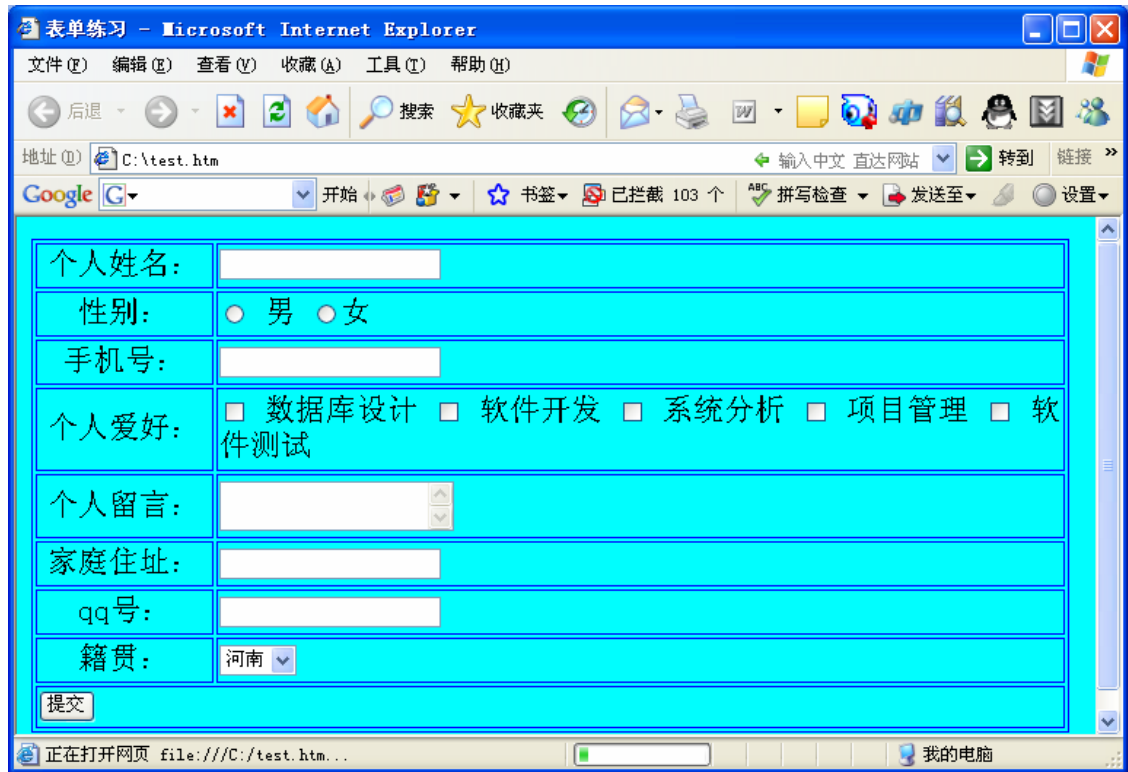 表单练习 - Microsoft Internet Explorer
文件(F) 编辑(E) 查看(V) 收藏(A) 工具(T) 帮助(H)
后退 搜索 收藏夹 W
地址(D) C:\test.htm 输入中文 直达网站 转到 链接 »
Google G 开始 书签 已拦截 103 个 ABC 拼写检查 发送至 设置
个人姓名：
性别： 男 女
手机号：
个人爱好： 数据库设计 软件开发 系统分析 项目管理 软
件测试
个人留言：
家庭住址：
qq号：
籍贯： 河南
提交
正在打开网页 file:///C:/test.htm... 我的电脑